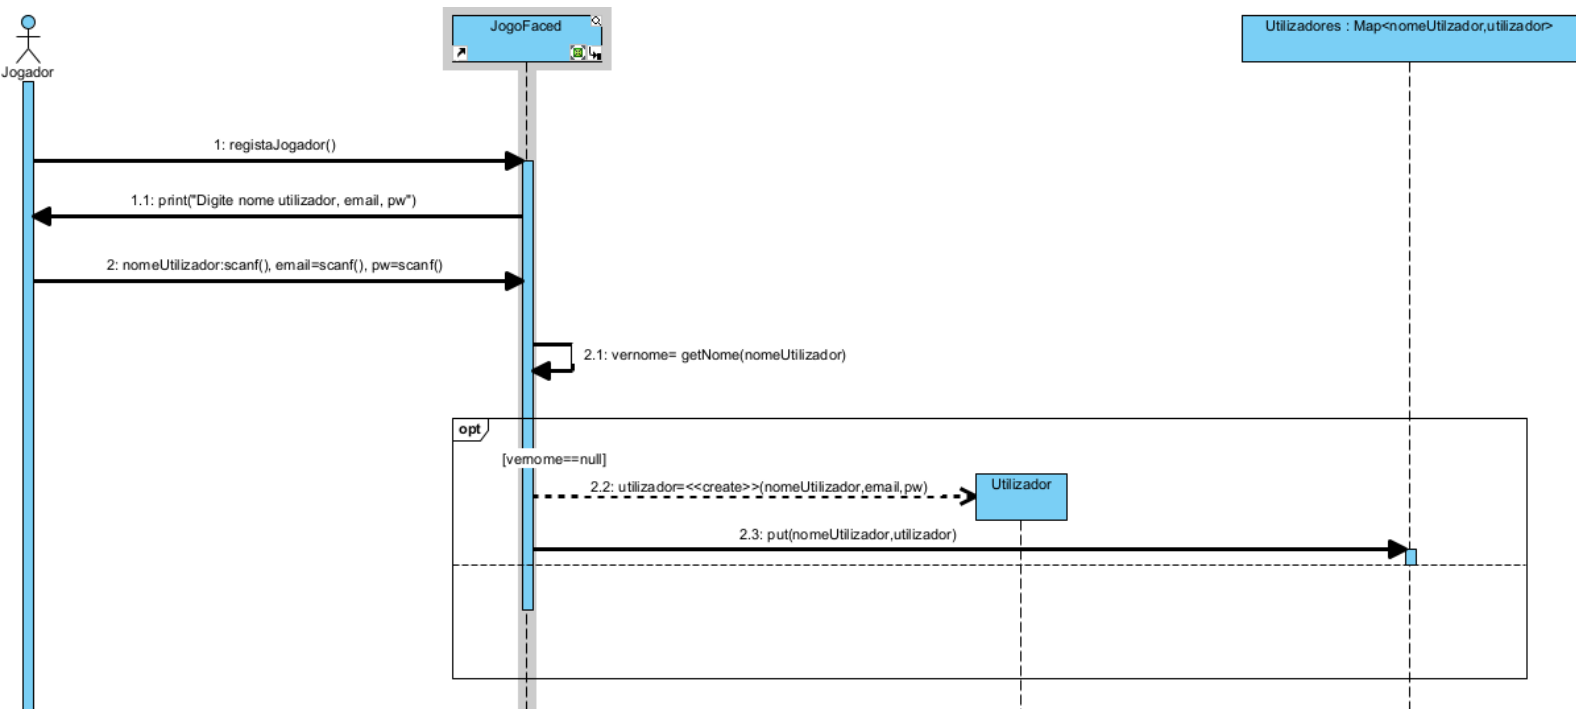 JogoFaced
Utilizadores : Map<nomeUtilzador,utilizador>
Jogador
1: registaJogador()
1.1: print("Digite nome utilizador, email, pw")
2: nomeUtilizador:scanf(), email=scanf(), pw=scanf()
2.1: vernome= getNome(nomeUtilizador)
opt
[vernome==null]
2.2: utilizador=<<create>>(nomeUtilizador,email,pw)
Utilizador
2.3: put(nomeUtilizador,utilizador)